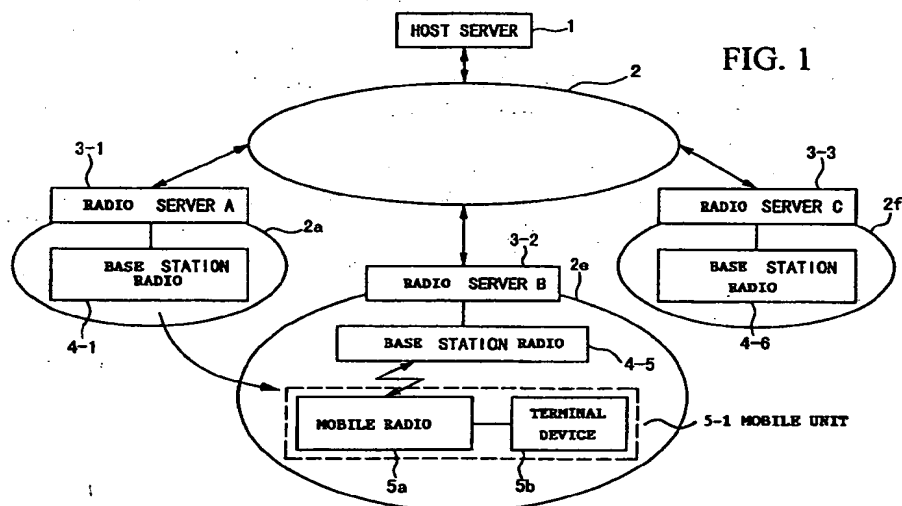 HOST SERVER
1
FIG. 1
2
3-1
RADIO SERVER A
2a
BASE STATION
RADIO
4-1
3-3
RADIO SERVER C
2f
BASE STATION
RADIO
4-6
3-2
RADIO SERVER B
2e
BASE STATION RADIO
4-5
MOBILE RADIO
TERMINAL
DEVICE
5-1 MOBILE UNIT
5a
5b